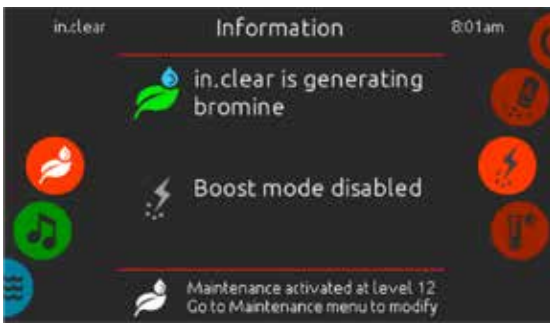 in.clear
Information
8:01am
in.clear is generating
bromine
Boost mode disabled
Maintenance activated at level 12
Go to Maintenance menu to modify